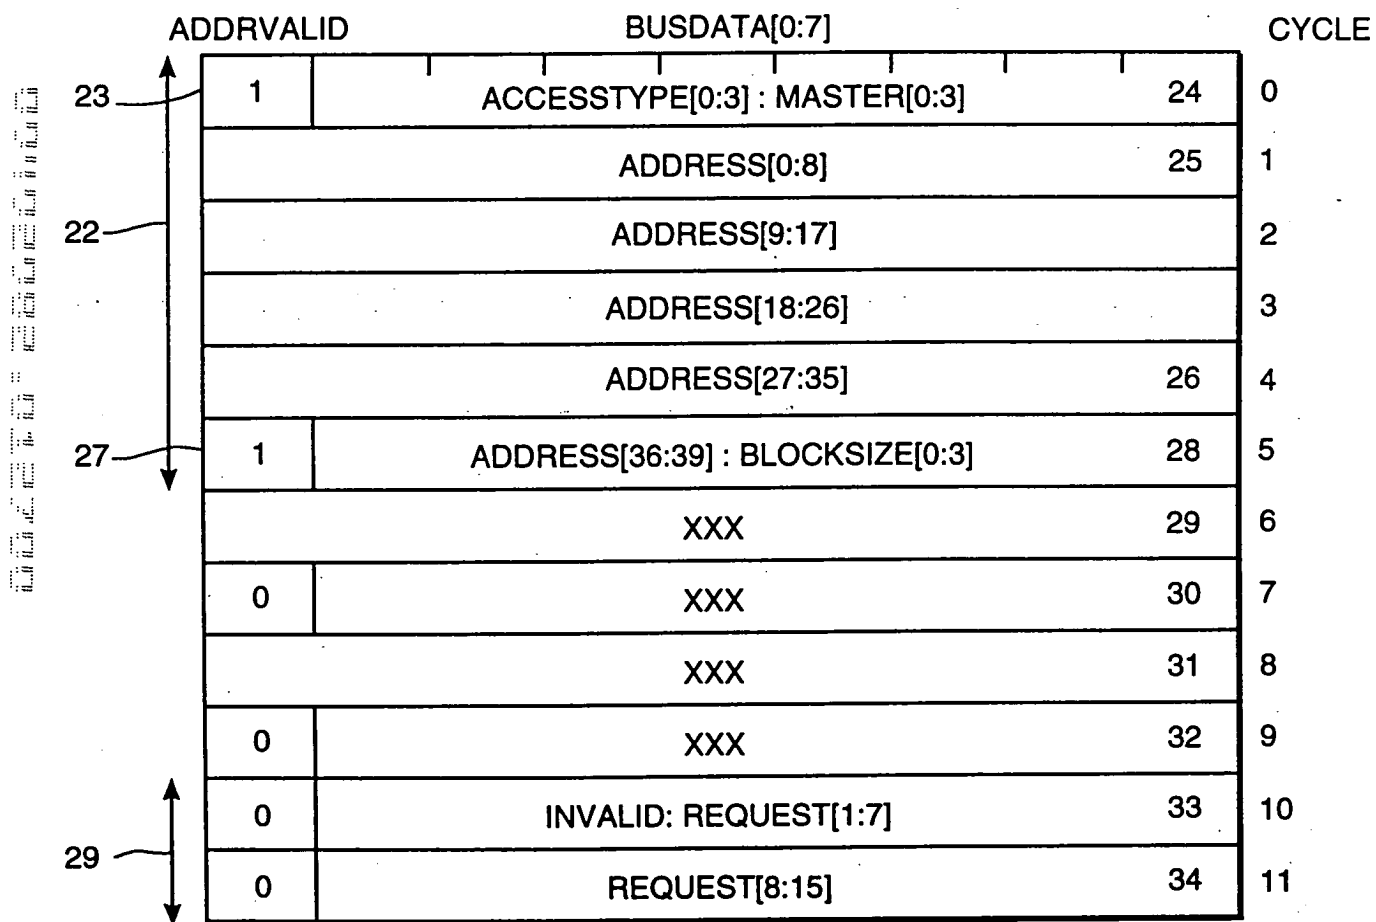 ADDRVALID BUSDATA[0:7] CYCLE
23 1 ACCESSTYPE[0:3] : MASTER[0:3] 24 0
ADDRESS[0:8] 25 1
22 ADDRESS[9:17] 2
ADDRESS[18:26] 3
ADDRESS[27:35] 26 4
27 1 ADDRESS[36:39] : BLOCKSIZE[0:3] 28 5
XXX 29 6
0 XXX 30 7
XXX 31 8
0 XXX 32 9
0 INVALID: REQUEST[1:7] 33 10
29
0 REQUEST[8:15] 34 11